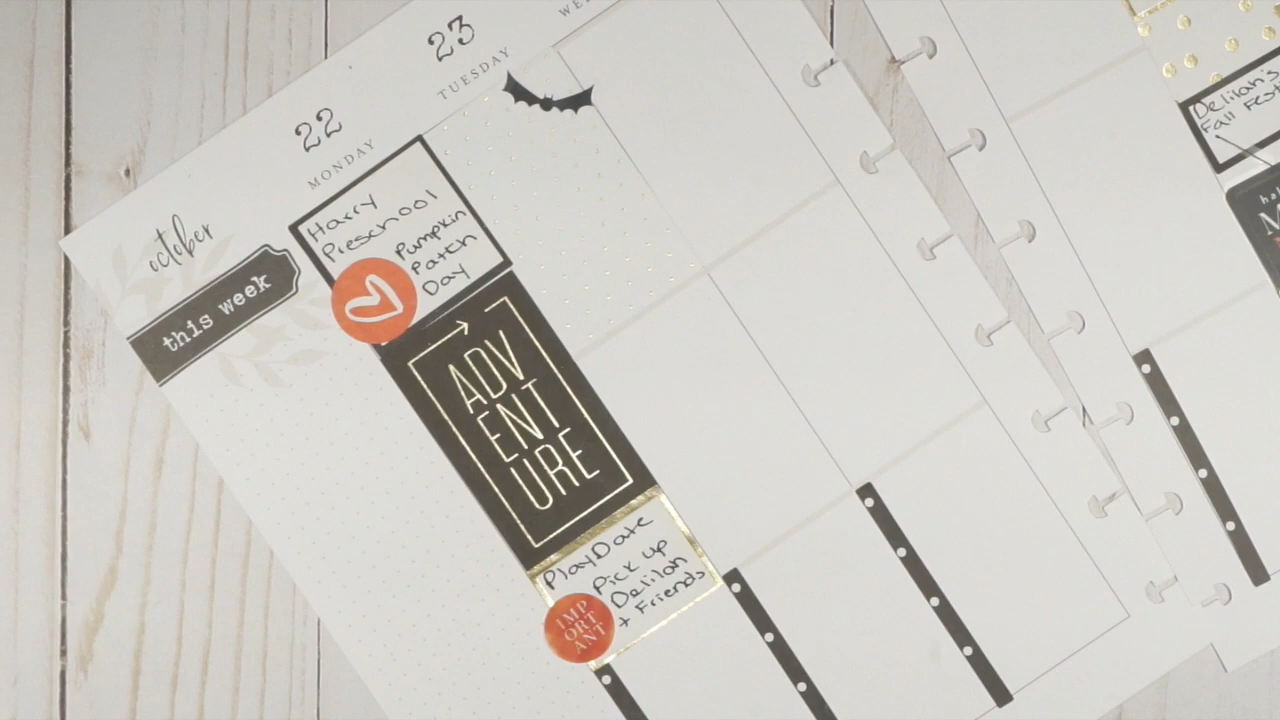 23
TUESDAY
22
MONDAY
october
this week
Harry
Preschool
Pumpkin
Patch
Day
ADV
ENT
URE
PlayDate
Pick up
Delilah
+ Friends
IMP
ORT
ANT
Delilah's
Fall